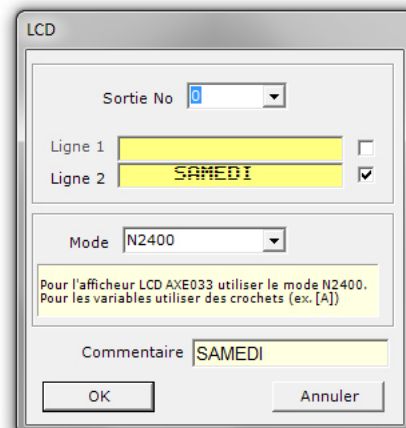 LCD
Sortie No 0
Ligne 1
Ligne 2 SAMEDI
Mode N2400
Pour l'afficheur LCD AXE033 utiliser le mode N2400.
Pour les variables utiliser des crochets (ex. [A])
Commentaire SAMEDI
OK Annuler